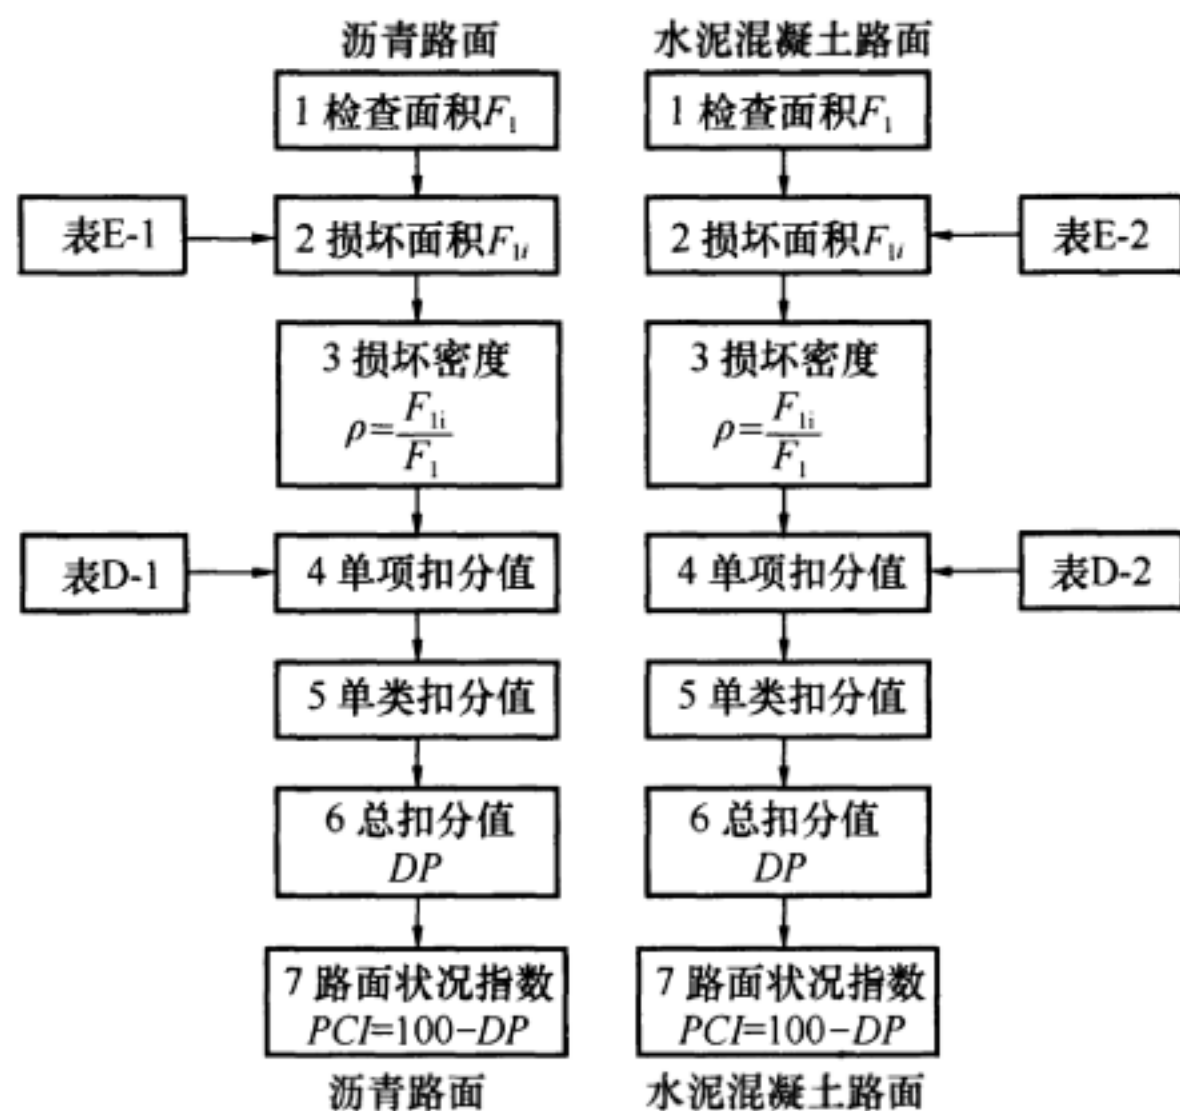 沥青路面
1 检查面积F₁
表E-1
2 损坏面积F₁ᵢ
3 损坏密度
ρ=F₁ᵢ/F₁
表D-1
4 单项扣分值
5 单类扣分值
6 总扣分值
DP
7 路面状况指数
PCI=100-DP
沥青路面
水泥混凝土路面
1 检查面积F₁
2 损坏面积F₁ᵢ
表E-2
3 损坏密度
ρ=F₁ᵢ/F₁
4 单项扣分值
表D-2
5 单类扣分值
6 总扣分值
DP
7 路面状况指数
PCI=100-DP
水泥混凝土路面